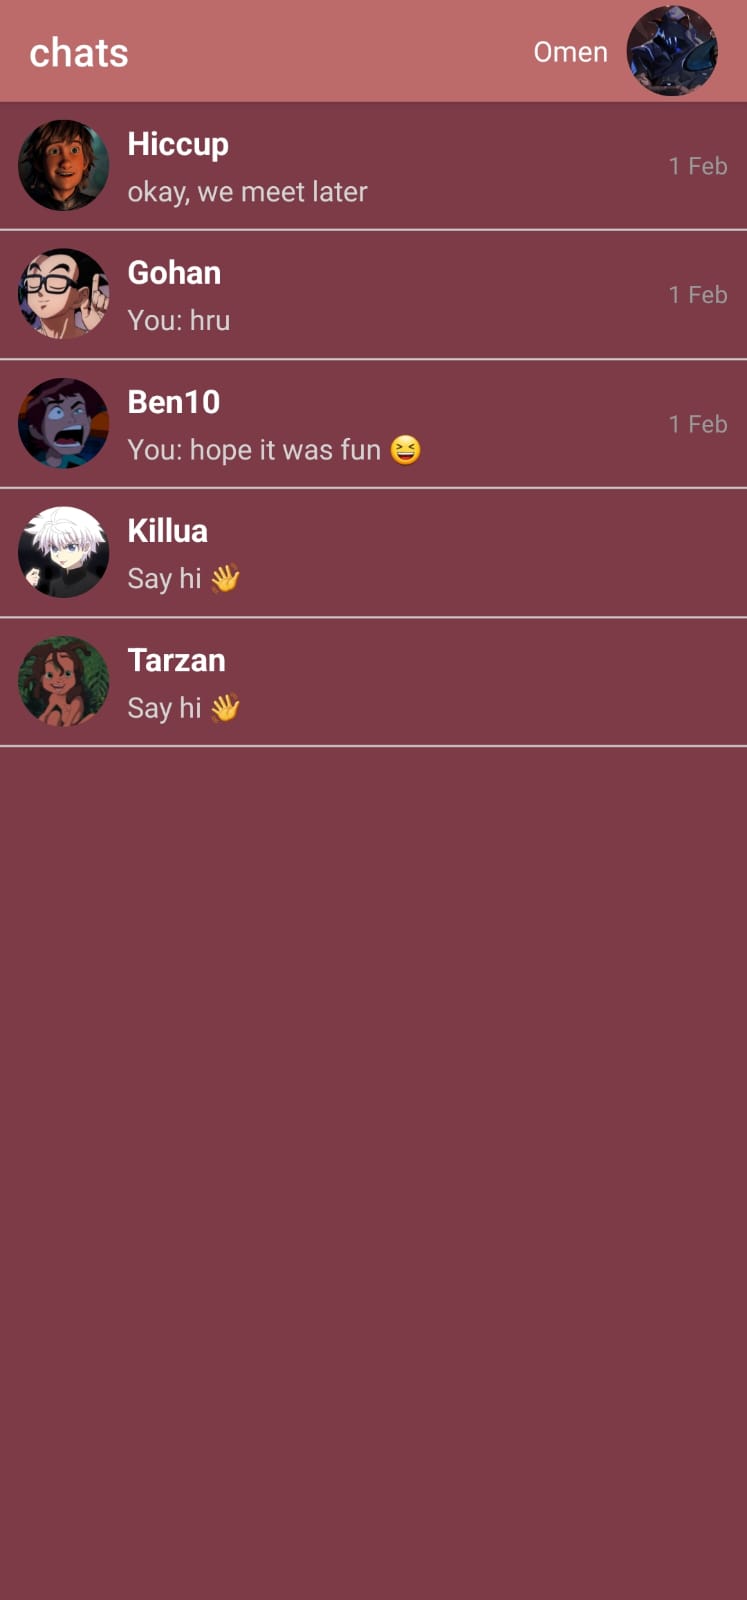 chats
Omen
Hiccup
okay, we meet later
1 Feb
Gohan
You: hru
1 Feb
Ben10
You: hope it was fun 😆
1 Feb
Killua
Say hi 👋
Tarzan
Say hi 👋